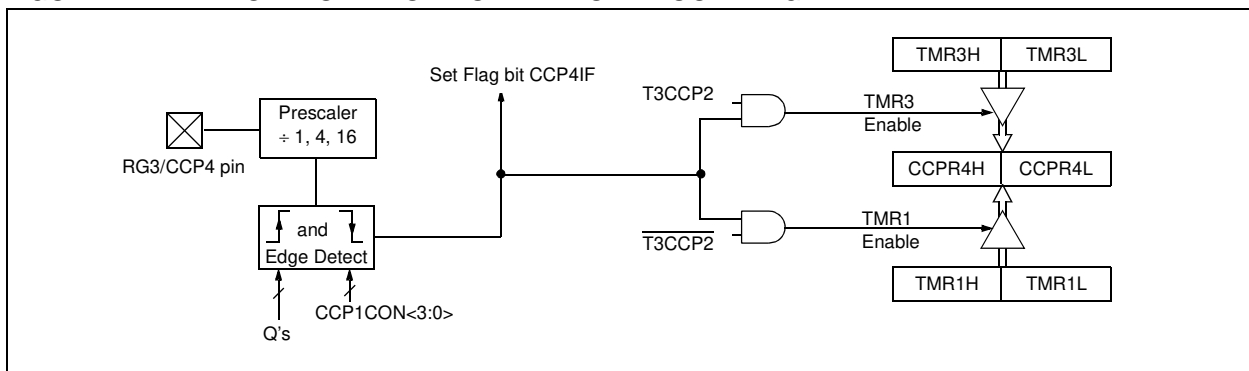 TMR3H TMR3L
Set Flag bit CCP4IF
T3CCP2
TMR3
Enable
Prescaler
÷ 1, 4, 16
RG3/CCP4 pin
CCPR4H CCPR4L
and
Edge Detect
TMR1
Enable
T3CCP2
TMR1H TMR1L
CCP1CON<3:0>
Q's